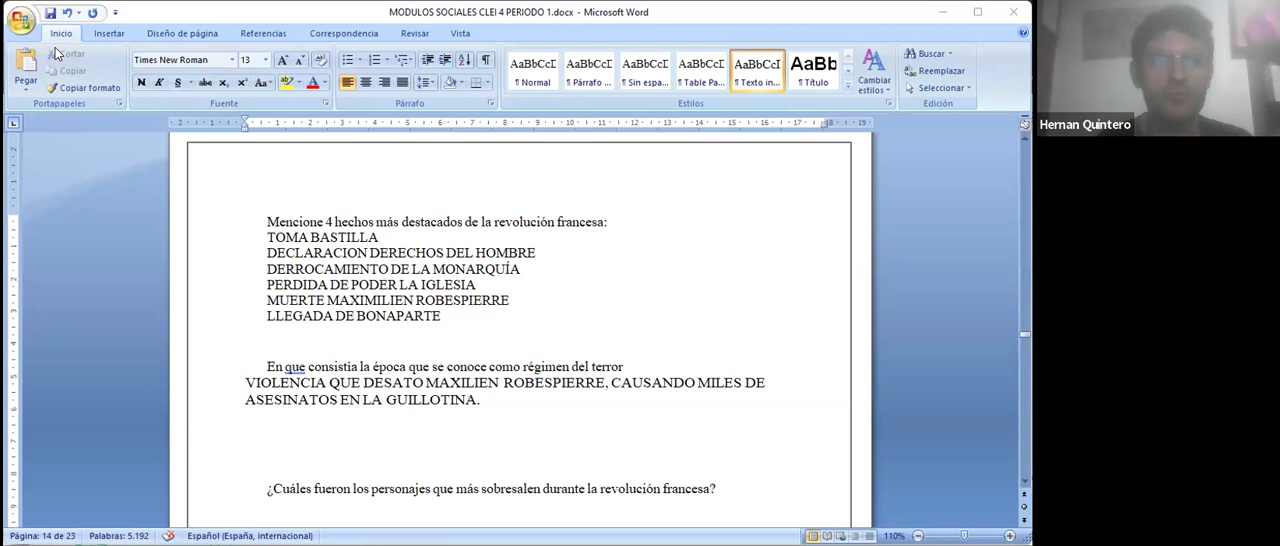 MODULOS SOCIALES CLEI 4 PERIODO 1.docx - Microsoft Word
Inicio Insertar Diseño de página Referencias Correspondencia Revisar Vista
Pegar
Copiar
Copiar formato
Portapapeles
Times New Roman 13
Fuente
Párrafo
AaBbCcI AaBbCcI AaBbCcI AaBbCcI AaBbCcI AaBb
¶ Normal ¶ Párrafo ... ¶ Sin espa... ¶ Table Pa... ¶ Texto in... ¶ Título
Cambiar estilos
Estilos
Buscar
Reemplazar
Seleccionar
Edición
Hernan Quintero
Mencione 4 hechos más destacados de la revolución francesa:
TOMA BASTILLA
DECLARACION DERECHOS DEL HOMBRE
DERROCAMIENTO DE LA MONARQUÍA
PERDIDA DE PODER LA IGLESIA
MUERTE MAXIMILIEN ROBESPIERRE
LLEGADA DE BONAPARTE
En que consistía la época que se conoce como régimen del terror
VIOLENCIA QUE DESATO MAXILIEN ROBESPIERRE, CAUSANDO MILES DE
ASESINATOS EN LA GUILLOTINA.
¿Cuáles fueron los personajes que más sobresalen durante la revolución francesa?
Página: 14 de 23 Palabras: 5.192 Español (España, internacional) 110%